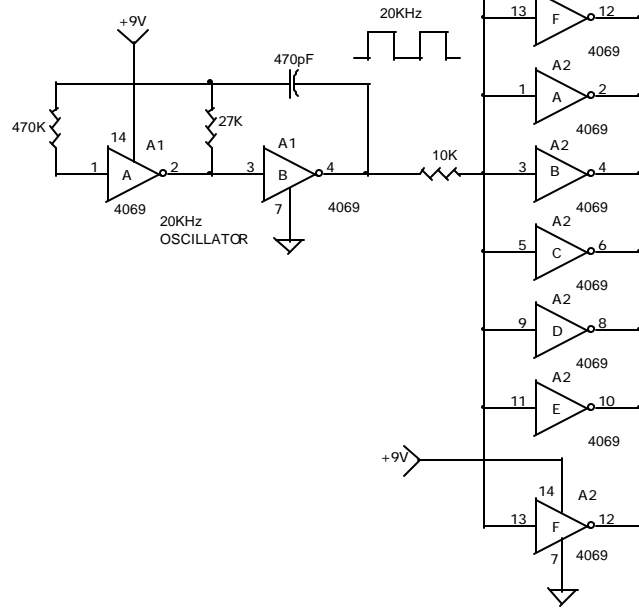 20KHz
13 F 12
4069
+9V
470pF
A2
1 A 2
4069
470K
27K
14 A1
1 A 2
4069
A1
3 B 4
7
4069
20KHz
OSCILLATOR
10K
A2
3 B 4
4069
A2
5 C 6
4069
A2
9 D 8
4069
A2
11 E 10
4069
+9V
14 A2
13 F 12
7
4069